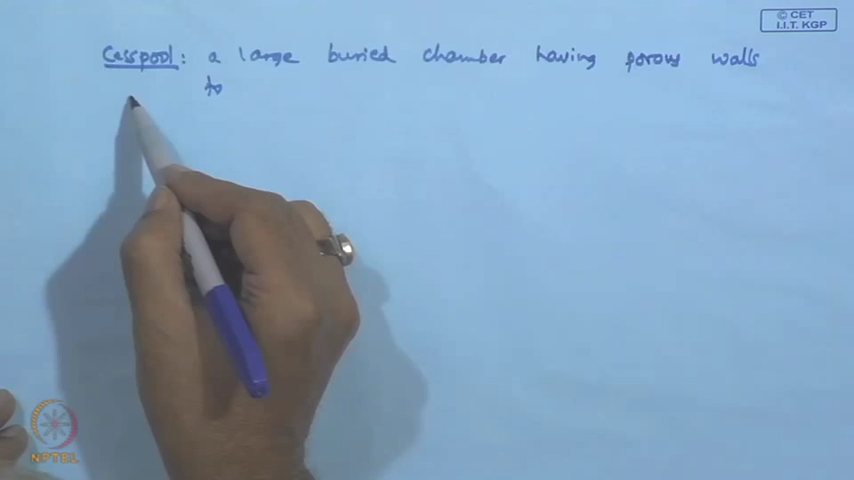 © CET
I.I.T. KGP
Cesspool: a large buried chamber having porous walls
to
NPTEL